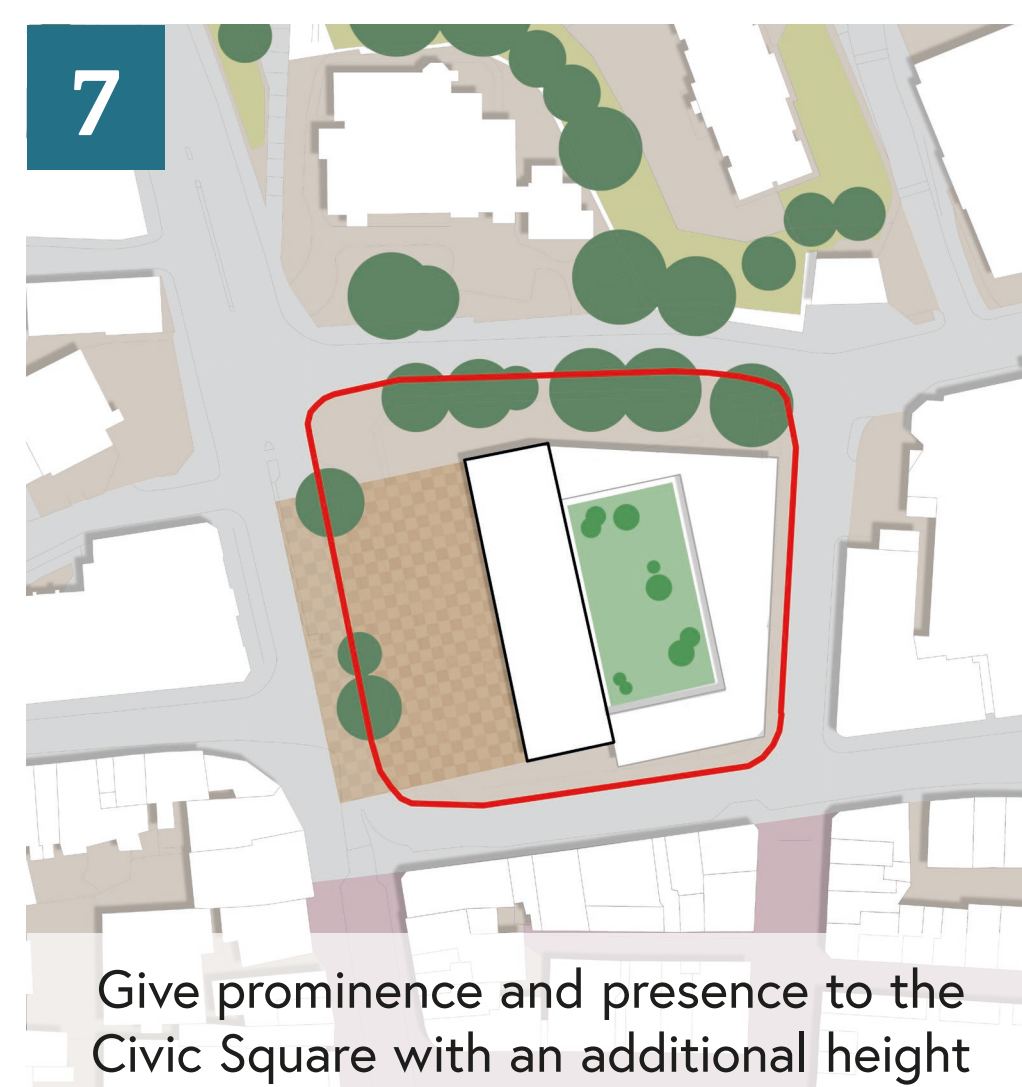 7
Give prominence and presence to the
Civic Square with an additional height